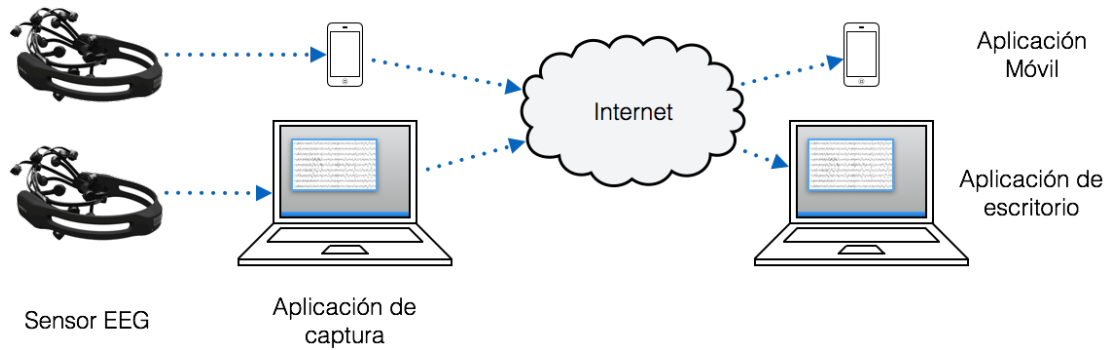 Aplicación
Móvil
Internet
Aplicación de
escritorio
Sensor EEG
Aplicación de
captura